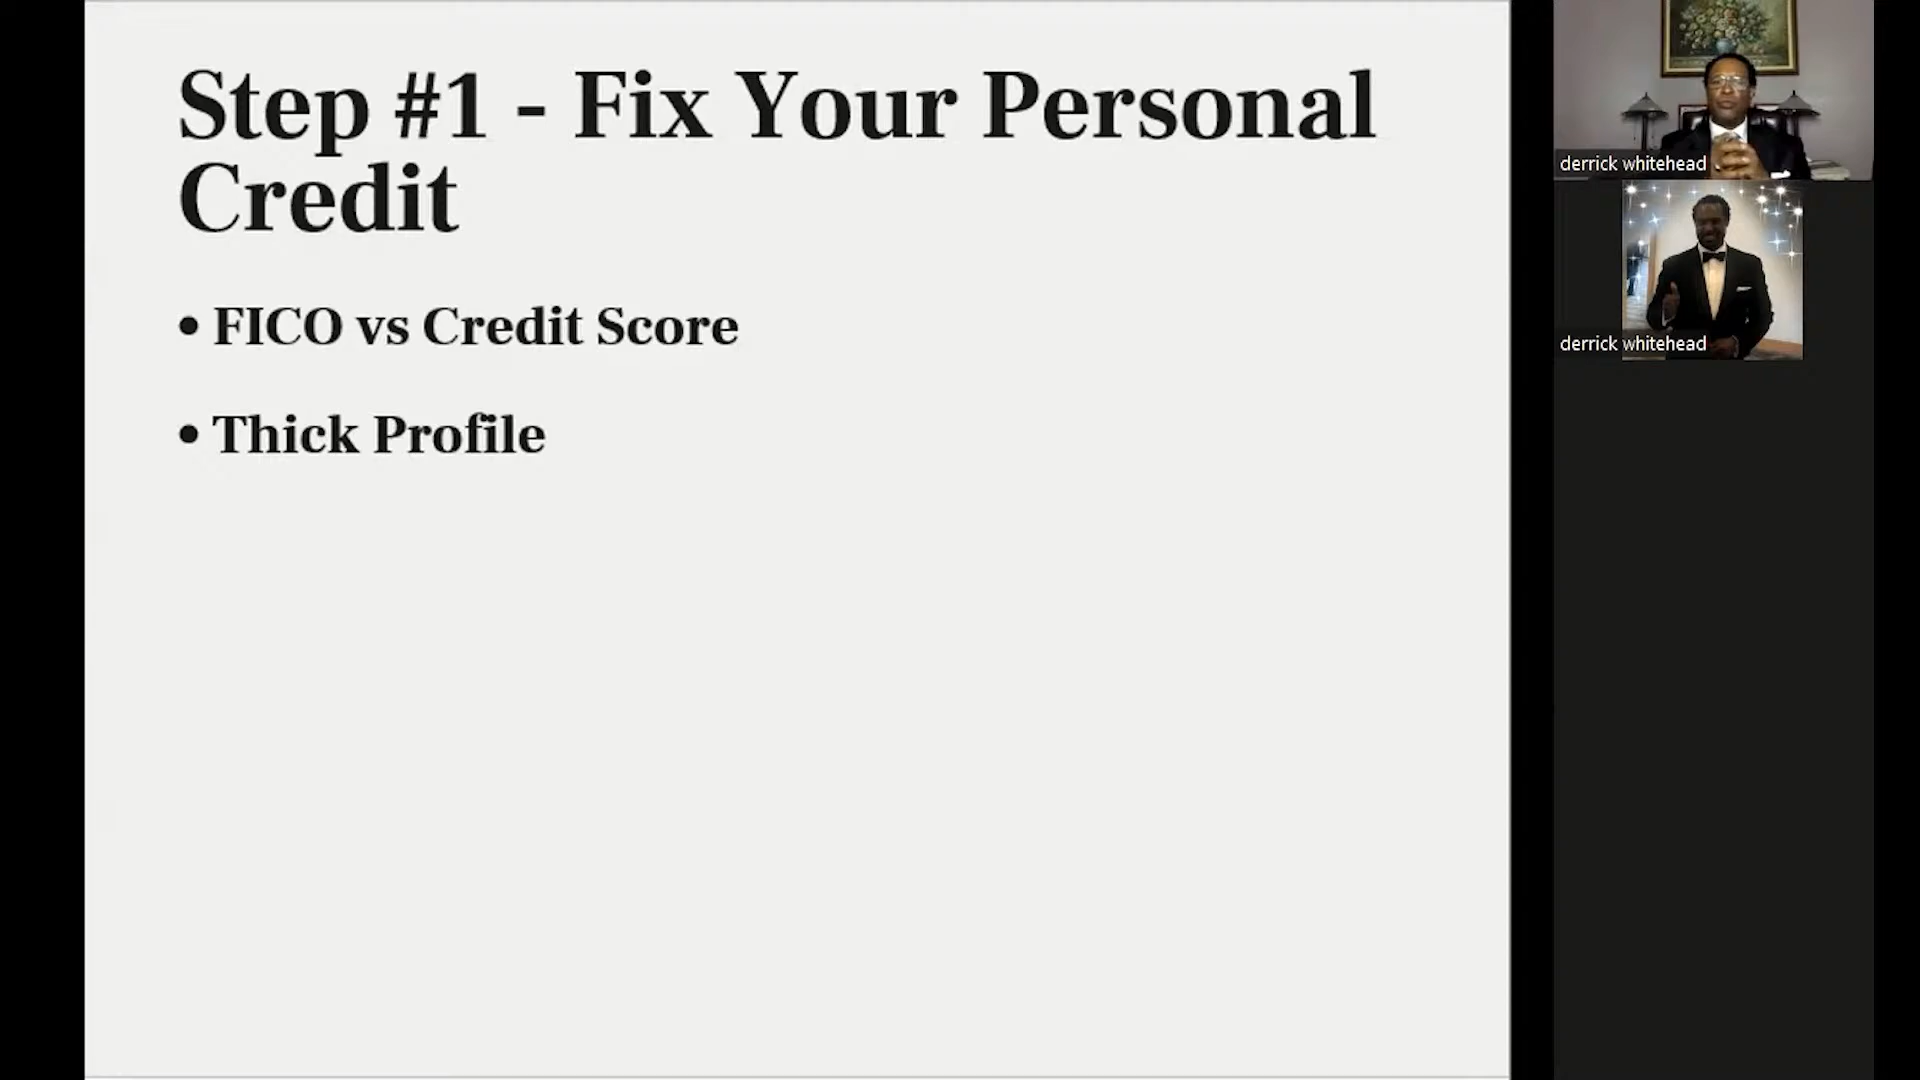 Step #1 - Fix Your Personal
Credit
• FICO vs Credit Score
• Thick Profile
derrick whitehead
derrick whitehead